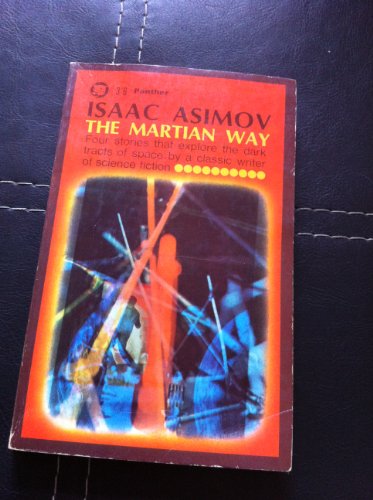 3'6 Panther
ISAAC ASIMOV
THE MARTIAN WAY
Four stories that explore the dark
tracts of space by a classic writer
of science fiction